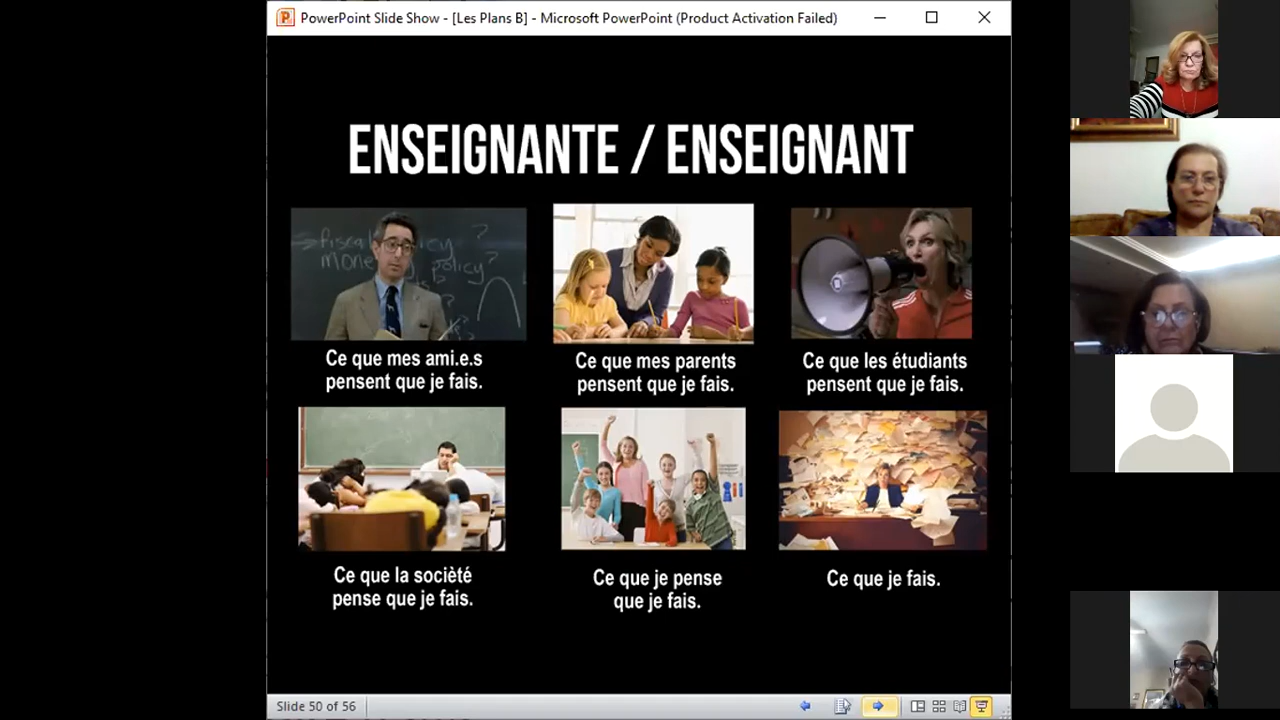 PowerPoint Slide Show - [Les Plans B] - Microsoft PowerPoint (Product Activation Failed)
ENSEIGNANTE / ENSEIGNANT
Ce que mes ami.e.s
pensent que je fais.
Ce que mes parents
pensent que je fais.
Ce que les étudiants
pensent que je fais.
Ce que la socièté
pense que je fais.
Ce que je pense
que je fais.
Ce que je fais.
Slide 50 of 56